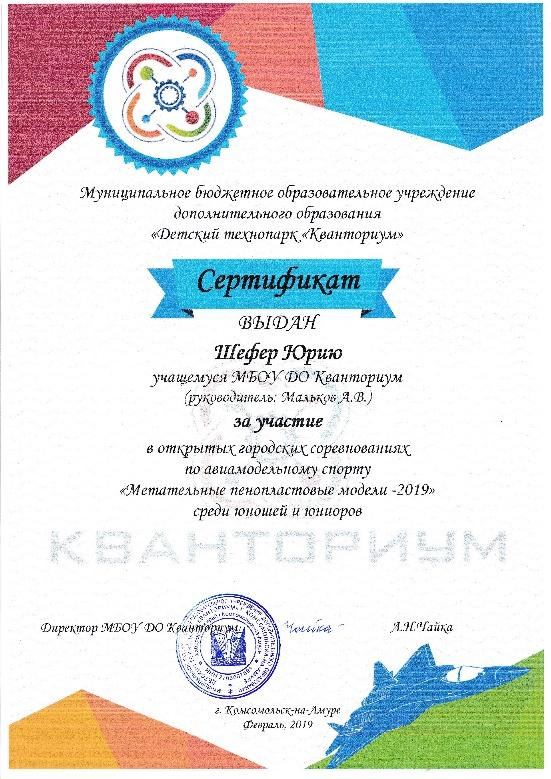 Муниципальное бюджетное образовательное учреждение
дополнительного образования
«Детский технопарк «Кванториум»
Сертификат
ВЫДАН
Шефер Юрию
учащемуся МБОУ ДО Кванториум
(руководитель: Мальков А.В.)
за участие
в открытых городских соревнованиях
по авиамодельному спорту
«Метательные пенопластовые модели -2019»
среди юношей и юниоров
КВАНТОРИУМ
Директор МБОУ ДО Кванториум: Чайка А.Н.Чайка
г. Комсомольск-на-Амуре
Февраль, 2019